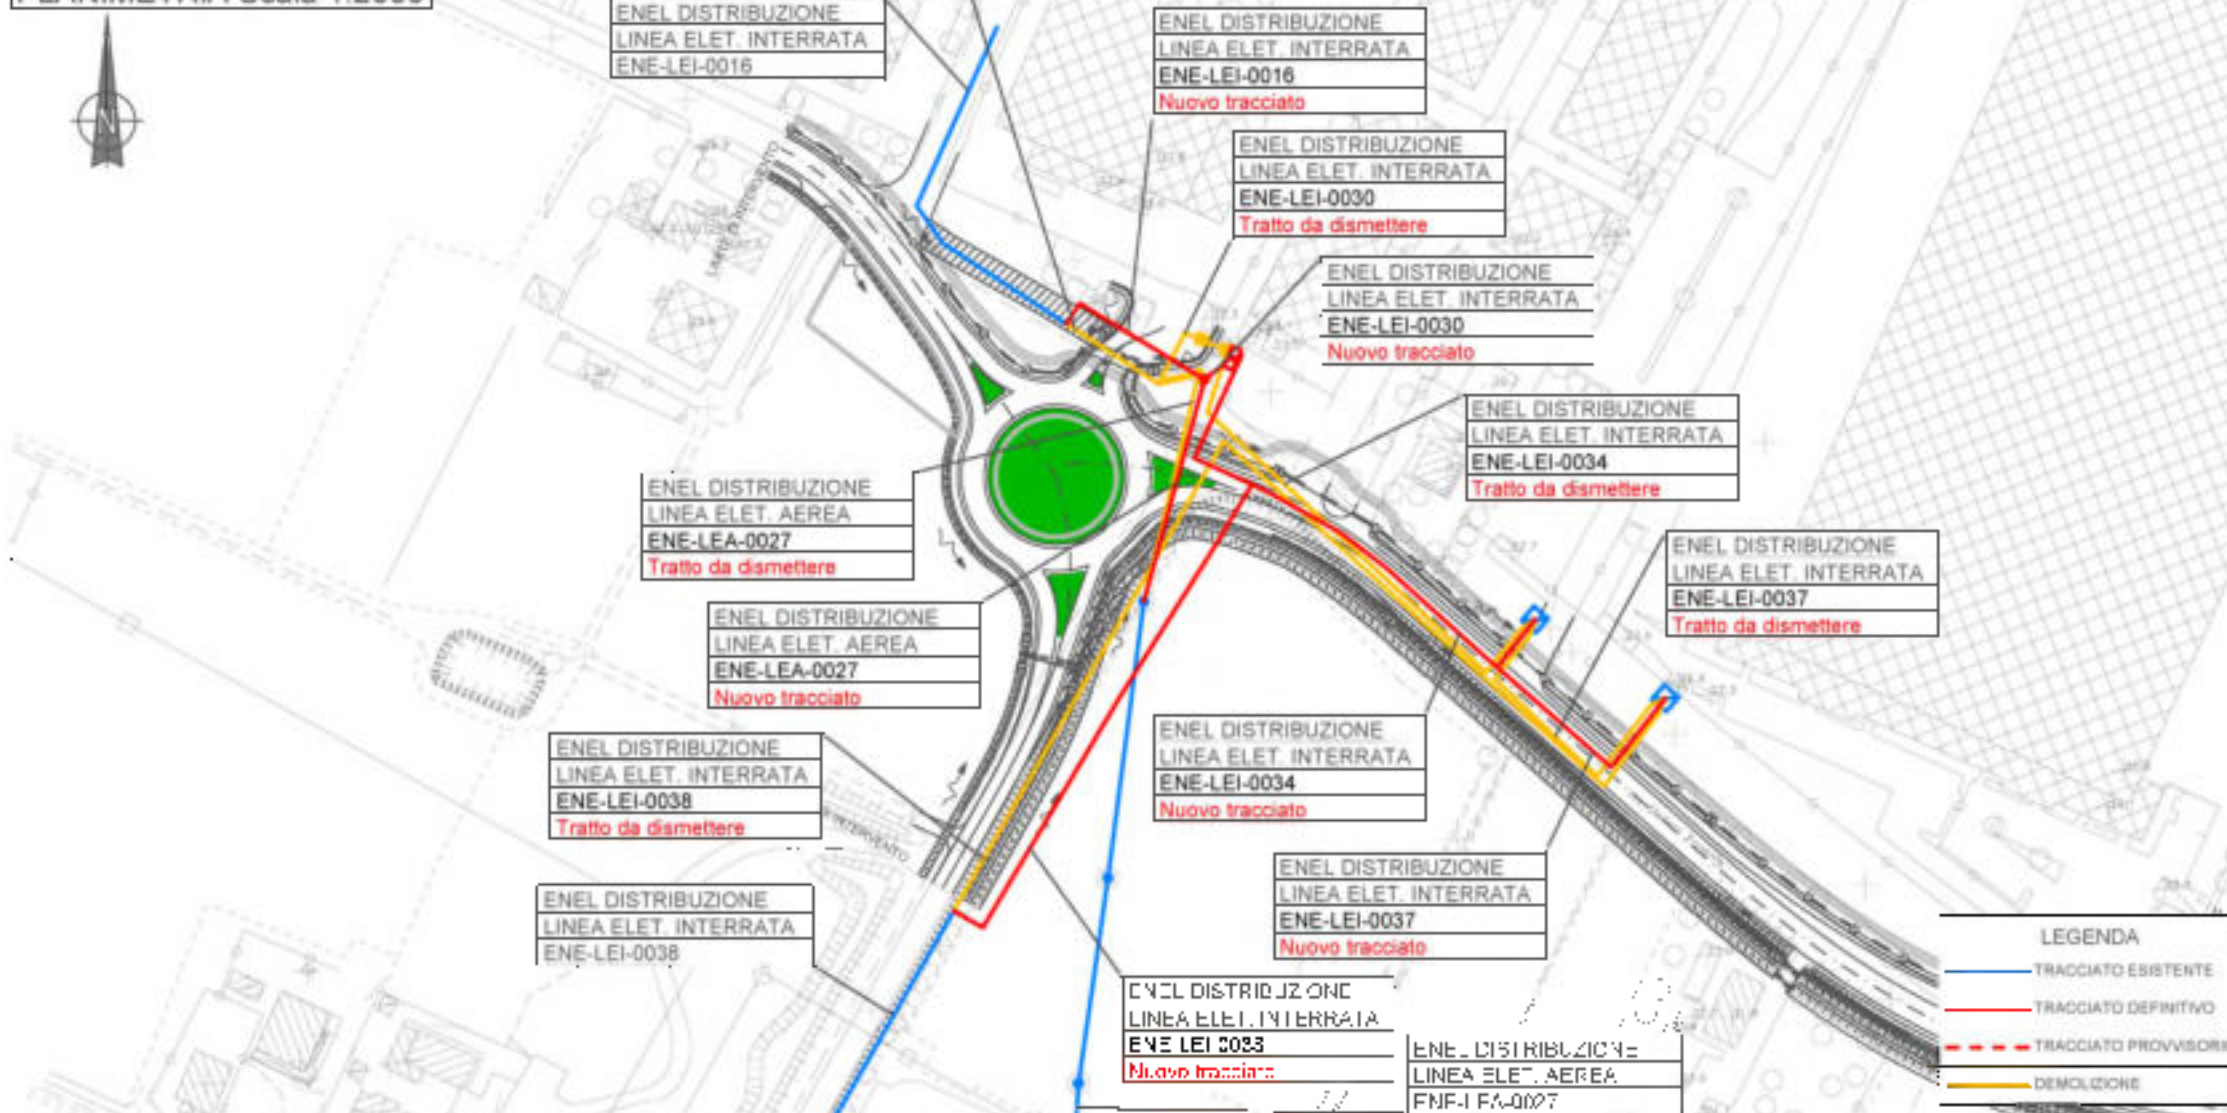 PLANIMETRIA Scala 1:2000
ENEL DISTRIBUZIONE
LINEA ELET. INTERRATA
ENE-LEI-0016
ENEL DISTRIBUZIONE
LINEA ELET. INTERRATA
ENE-LEI-0016
Nuovo tracciato
N
ENEL DISTRIBUZIONE
LINEA ELET. INTERRATA
ENE-LEI-0030
Tratto da dismettere
ENEL DISTRIBUZIONE
LINEA ELET. INTERRATA
ENE-LEI-0030
Nuovo tracciato
ENEL DISTRIBUZIONE
LINEA ELET. INTERRATA
ENE-LEI-0034
Tratto da dismettere
ENEL DISTRIBUZIONE
LINEA ELET. AEREA
ENE-LEA-0027
Tratto da dismettere
ENEL DISTRIBUZIONE
LINEA ELET. INTERRATA
ENE-LEI-0037
Tratto da dismettere
ENEL DISTRIBUZIONE
LINEA ELET. AEREA
ENE-LEA-0027
Nuovo tracciato
ENEL DISTRIBUZIONE
LINEA ELET. INTERRATA
ENE-LEI-0034
Nuovo tracciato
ENEL DISTRIBUZIONE
LINEA ELET. INTERRATA
ENE-LEI-0038
Tratto da dismettere
INTERVENTO
ENEL DISTRIBUZIONE
LINEA ELET. INTERRATA
ENE-LEI-0037
Nuovo tracciato
ENEL DISTRIBUZIONE
LINEA ELET. INTERRATA
ENE-LEI-0038
ENEL DISTRIBUZIONE
LINEA ELET. INTERRATA
Nuovo tracciato
ENEL DISTRIBUZIONE
LINEA ELET. AEREA
ENE-LEA-0027
LEGENDA
TRACCIATO ESISTENTE
TRACCIATO DEFINITIVO
TRACCIATO PROVVISORI
DEMOLIZIONE